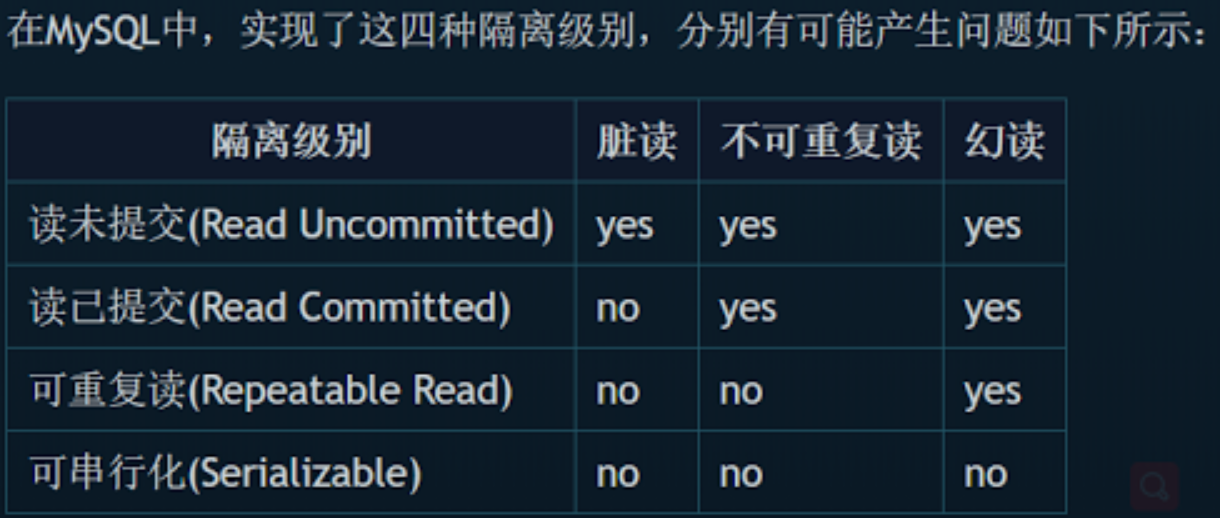 在MySQL中，实现了这四种隔离级别，分别有可能产生问题如下所示：
隔离级别 脏读 不可重复读 幻读
读未提交(Read Uncommitted) yes yes yes
读已提交(Read Committed) no yes yes
可重复读(Repeatable Read) no no yes
可串行化(Serializable) no no no